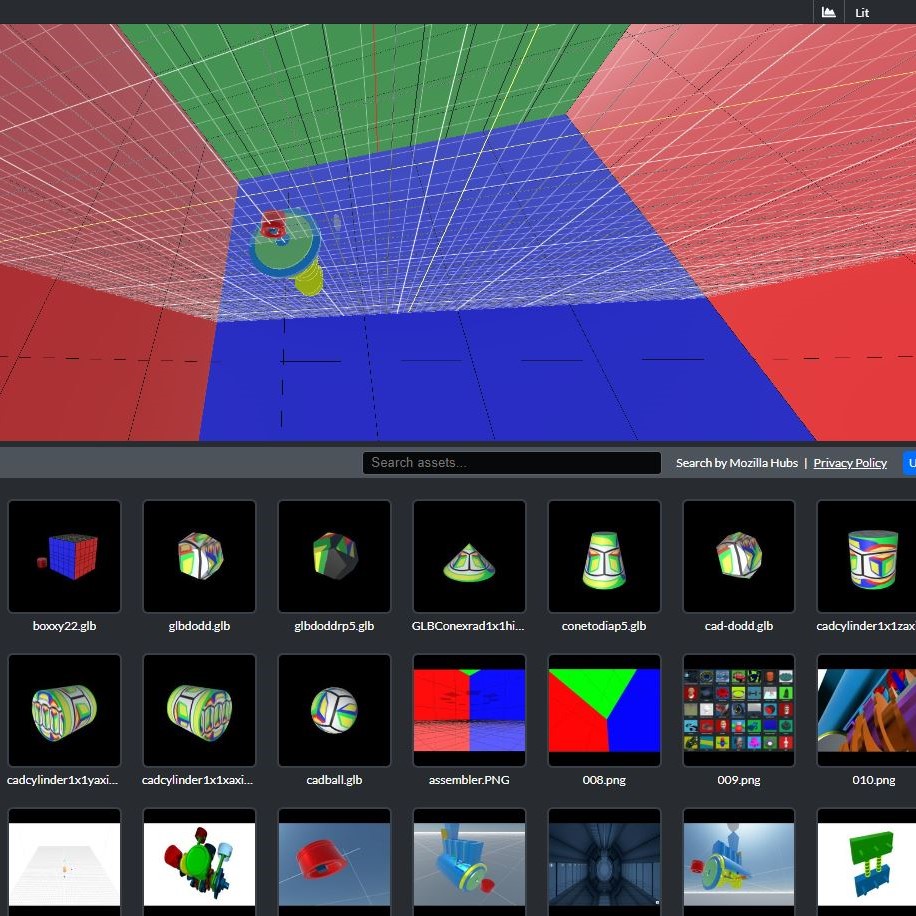 Lit
Search assets...
Search by Mozilla Hubs | Privacy Policy
U
boxxy22.glb
glbdodd.glb
glbdoddrp5.glb
GLBConexrad1x1hi...
conetodiap5.glb
cad-dodd.glb
cadcylinder1x1zax
cadcylinder1x1yaxi...
cadcylinder1x1xaxi...
cadball.glb
assembler.PNG
008.png
009.png
010.png